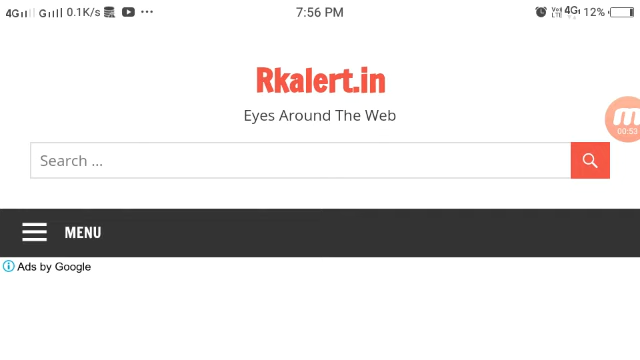 4G G 0.1K/s ... 7:56 PM VoLTE 4G 12%
Rkalert.in
Eyes Around The Web
00:53
Search ...
MENU
Ads by Google